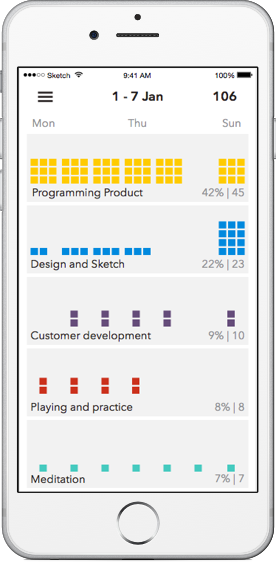 Sketch 9:41 AM 100%
1 - 7 Jan 106
Mon Thu Sun
Programming Product 42% | 45
Design and Sketch 22% | 23
Customer development 9% | 10
Playing and practice 8% | 8
Meditation 7% | 7